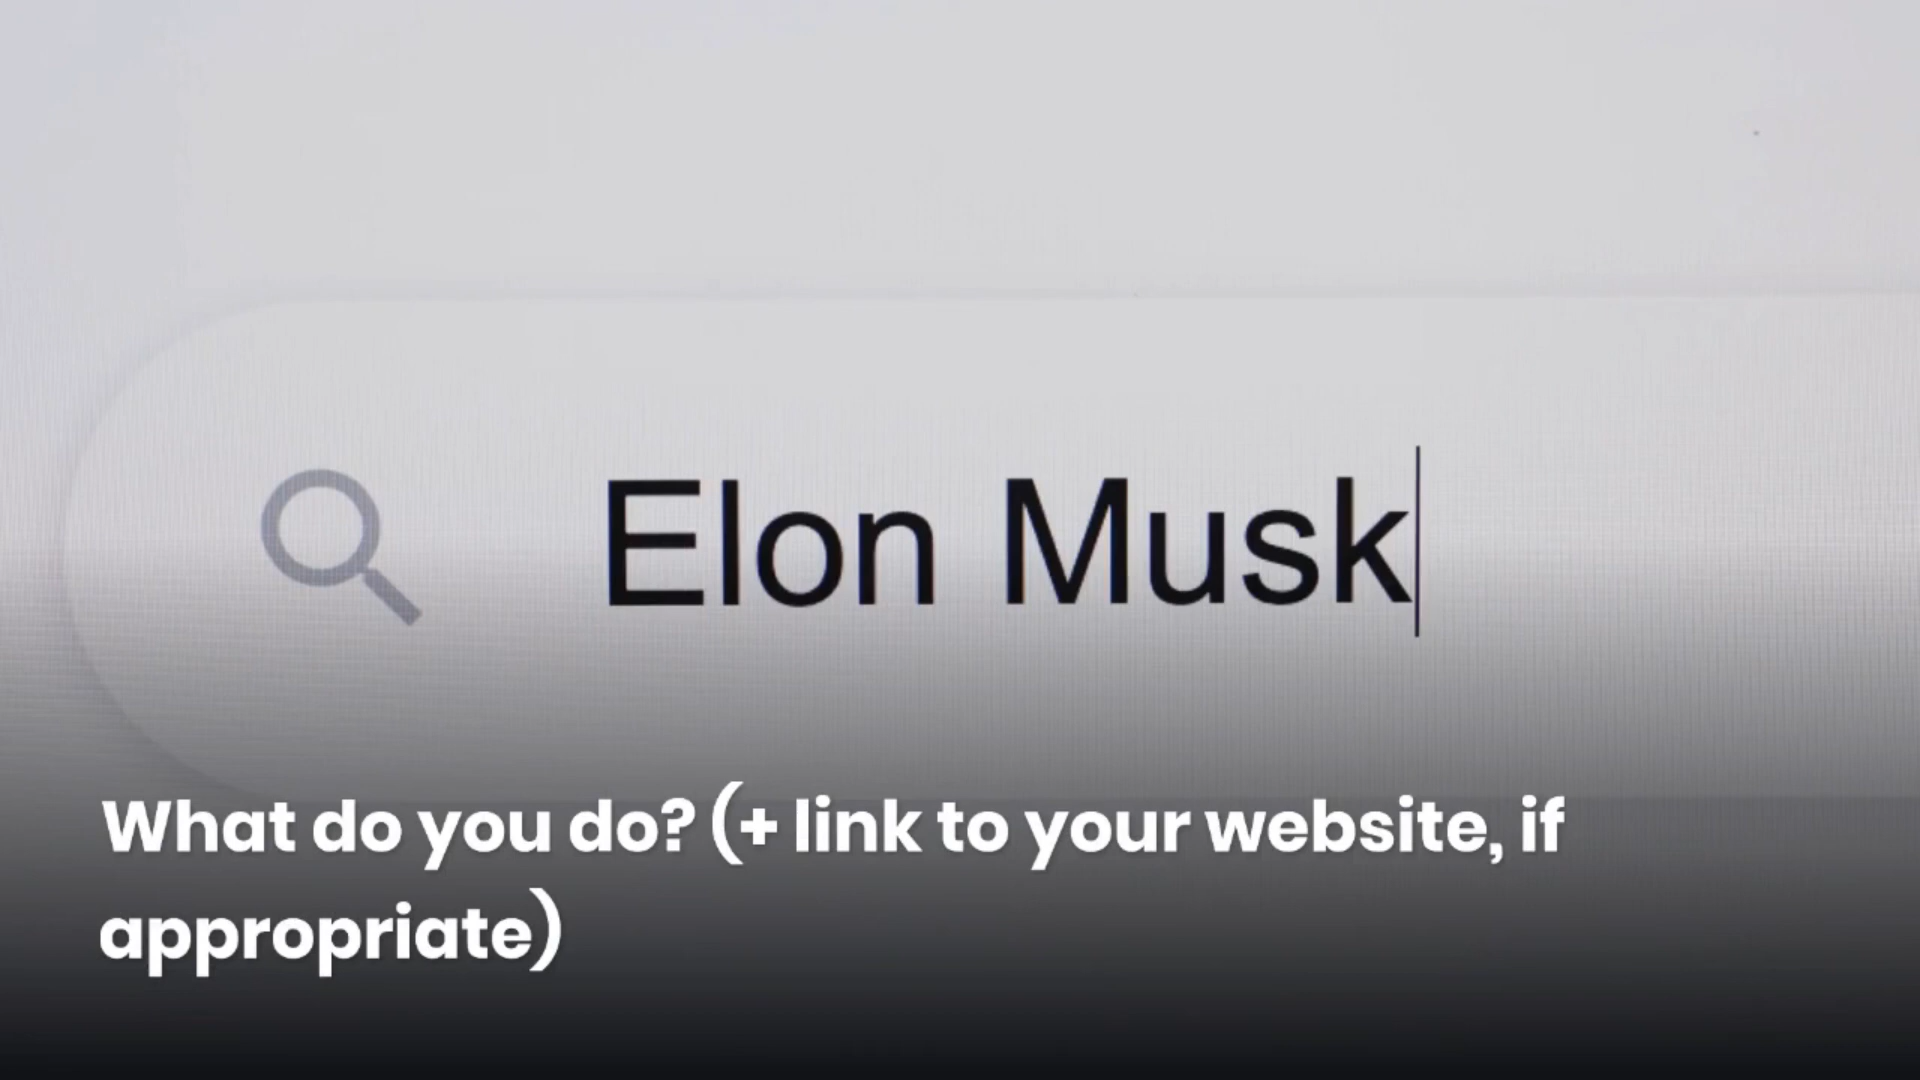 Elon Musk
What do you do? (+ link to your website, if
appropriate)